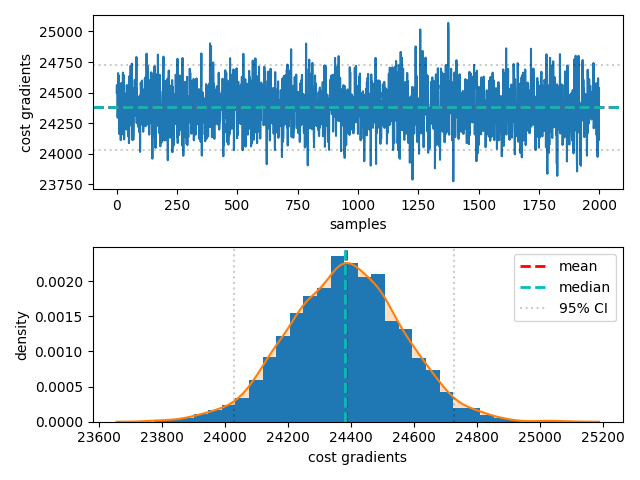 cost gradients
25000
24750
24500
24250
24000
23750
0 250 500 750 1000 1250 1500 1750 2000
samples
density
0.0020
0.0015
0.0010
0.0005
0.0000
mean
median
95% CI
23600 23800 24000 24200 24400 24600 24800 25000 25200
cost gradients